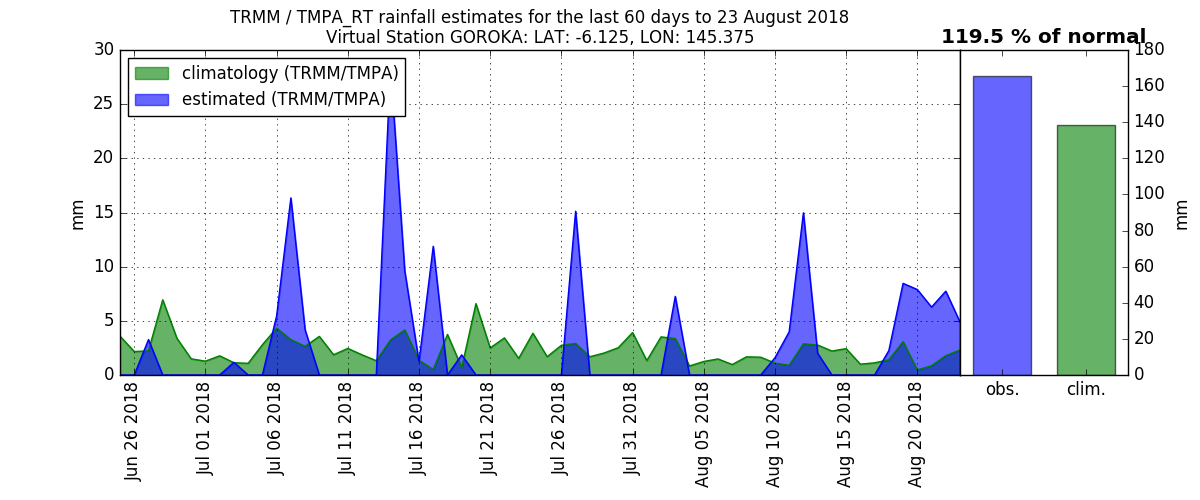 TRMM / TMPA_RT rainfall estimates for the last 60 days to 23 August 2018
Virtual Station GOROKA: LAT: -6.125, LON: 145.375
119.5 % of normal
climatology (TRMM/TMPA)
estimated (TRMM/TMPA)
mm
30
25
20
15
10
5
0
Jun 26 2018
Jul 01 2018
Jul 06 2018
Jul 11 2018
Jul 16 2018
Jul 21 2018
Jul 26 2018
Jul 31 2018
Aug 05 2018
Aug 10 2018
Aug 15 2018
Aug 20 2018
obs.
clim.
180
160
140
120
100
80
60
40
20
0
mm